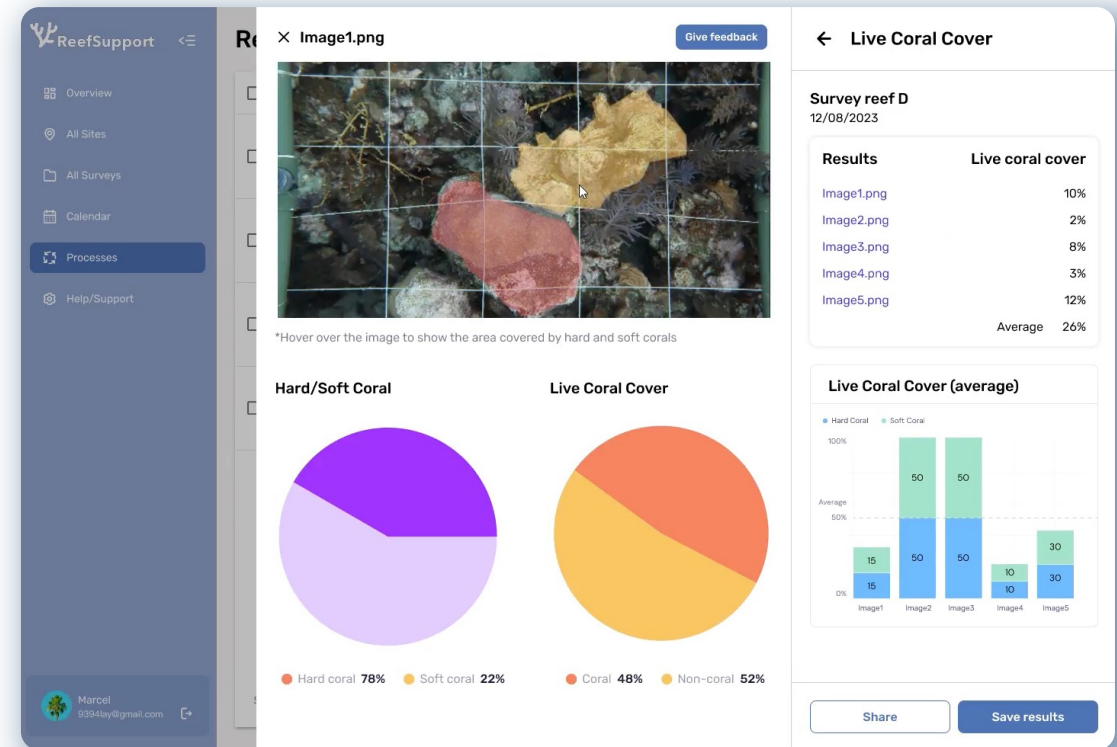 ReefSupport
Overview
All Sites
All Surveys
Calendar
Processes
Help/Support
Marcel
9394lay@gmail.com
Re
Image1.png
Give feedback
*Hover over the image to show the area covered by hard and soft corals
Hard/Soft Coral
Hard coral 78% Soft coral 22%
Live Coral Cover
Coral 48% Non-coral 52%
Live Coral Cover
Survey reef D
12/08/2023
Results Live coral cover
Image1.png 10%
Image2.png 2%
Image3.png 8%
Image4.png 3%
Image5.png 12%
Average 26%
Live Coral Cover (average)
Hard Coral Soft Coral
100%
Average
50%
0%
15
15
50
50
50
50
10
10
30
30
Image1 Image2 Image3 Image4 Image5
Share
Save results